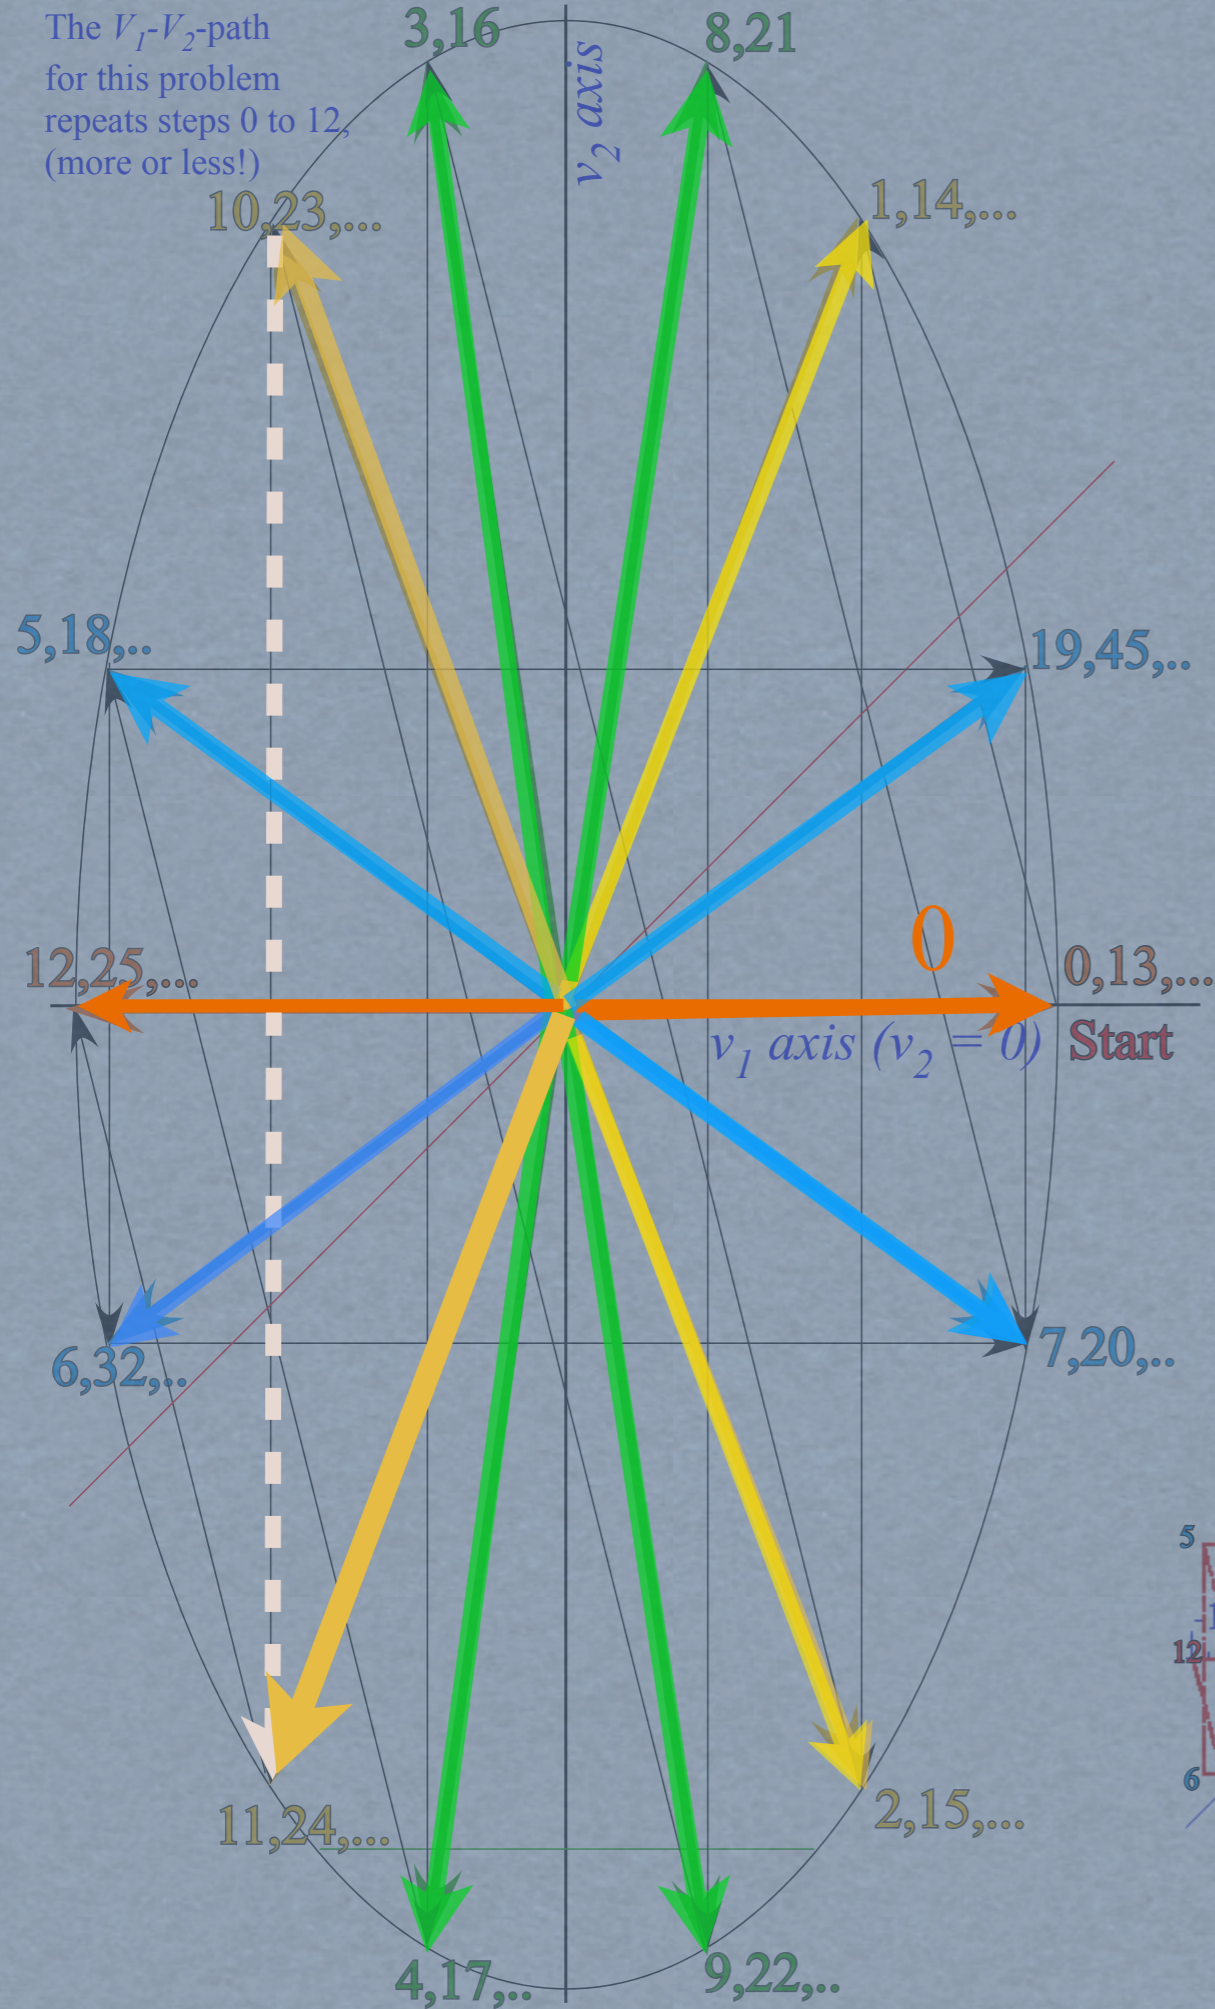 The V1-V2-path
for this problem
repeats steps 0 to 12,
(more or less!)
3,16
8,21
v2 axis
10,23,...
1,14,...
5,18,..
19,45,..
0
12,25,...
0,13,...
v1 axis (v2 = 0)
Start
6,32,..
7,20,..
5
-1
12
6
11,24,...
2,15,...
4,17,..
9,22,..